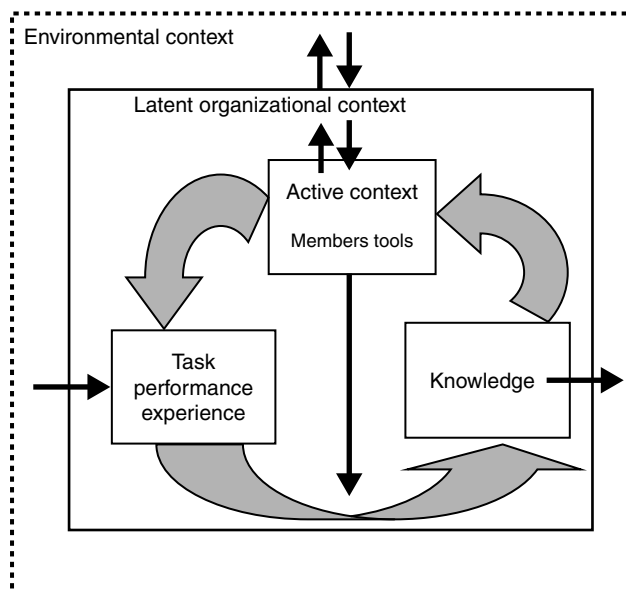 Environmental context
Latent organizational context
Active context
Members tools
Task
performance
experience
Knowledge